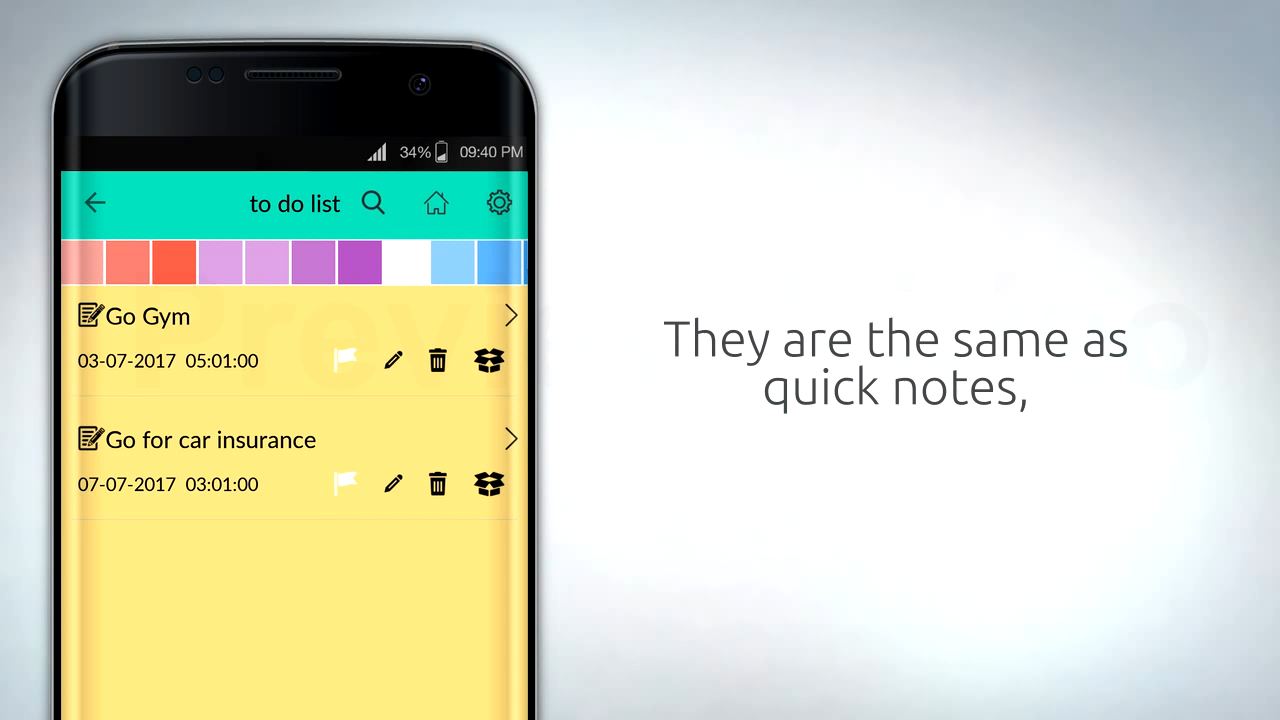 34% 09:40 PM
to do list
Go Gym
03-07-2017 05:01:00
Go for car insurance
07-07-2017 03:01:00
They are the same as
quick notes,